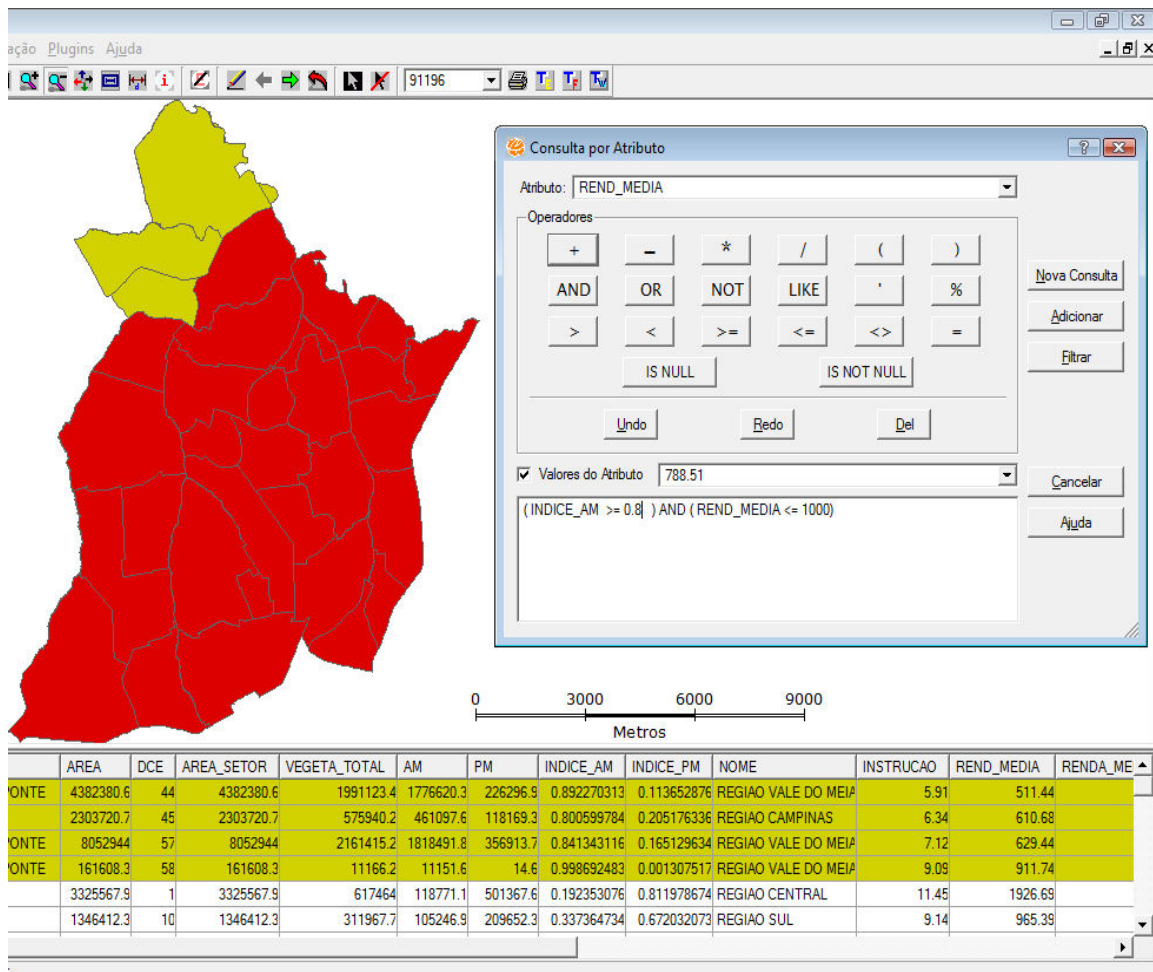 ação Plugins Ajuda
91196
Consulta por Atributo
Atributo: REND_MEDIA
Operadores
+ − * / ( )
AND OR NOT LIKE ' %
> < >= <= <> =
IS NULL IS NOT NULL
Undo Redo Del
Nova Consulta
Adicionar
Filtrar
Valores do Atributo 788.51
( INDICE_AM >= 0.8 ) AND ( REND_MEDIA <= 1000)
Cancelar
Ajuda
0 3000 6000 9000
Metros
AREA DCE AREA_SETOR VEGETA_TOTAL AM PM INDICE_AM INDICE_PM NOME INSTRUCAO REND_MEDIA RENDA_ME
PONTE 4382380.6 44 4382380.6 1991123.4 1776620.3 226296.9 0.892270313 0.113652876 REGIAO VALE DO MEIA 5.91 511.44
2303720.7 45 2303720.7 575940.2 461097.6 118169.3 0.800599784 0.205176336 REGIAO CAMPINAS 6.34 610.68
PONTE 8052944 57 8052944 2161415.2 1818491.8 356913.7 0.841343116 0.165129634 REGIAO VALE DO MEIA 7.12 629.44
PONTE 161608.3 58 161608.3 11166.2 11151.6 14.6 0.998692483 0.001307517 REGIAO VALE DO MEIA 9.09 911.74
3325567.9 1 3325567.9 617464 118771.1 501367.6 0.192353076 0.811978674 REGIAO CENTRAL 11.45 1926.69
1346412.3 10 1346412.3 311967.7 105246.9 209652.3 0.337364734 0.672032073 REGIAO SUL 9.14 965.39